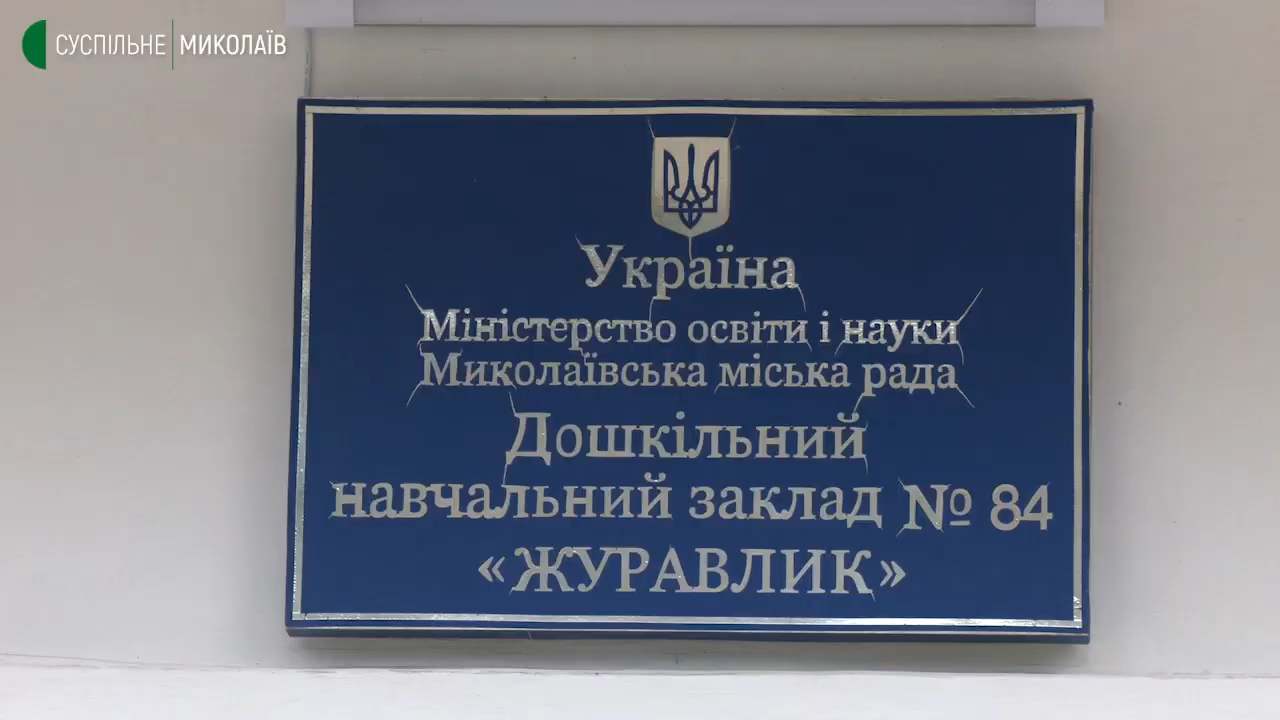 СУСПІЛЬНЕ МИКОЛАЇВ
Україна
Міністерство освіти і науки
Миколаївська міська рада
Дошкільний
навчальний заклад № 84
«ЖУРАВЛИК»